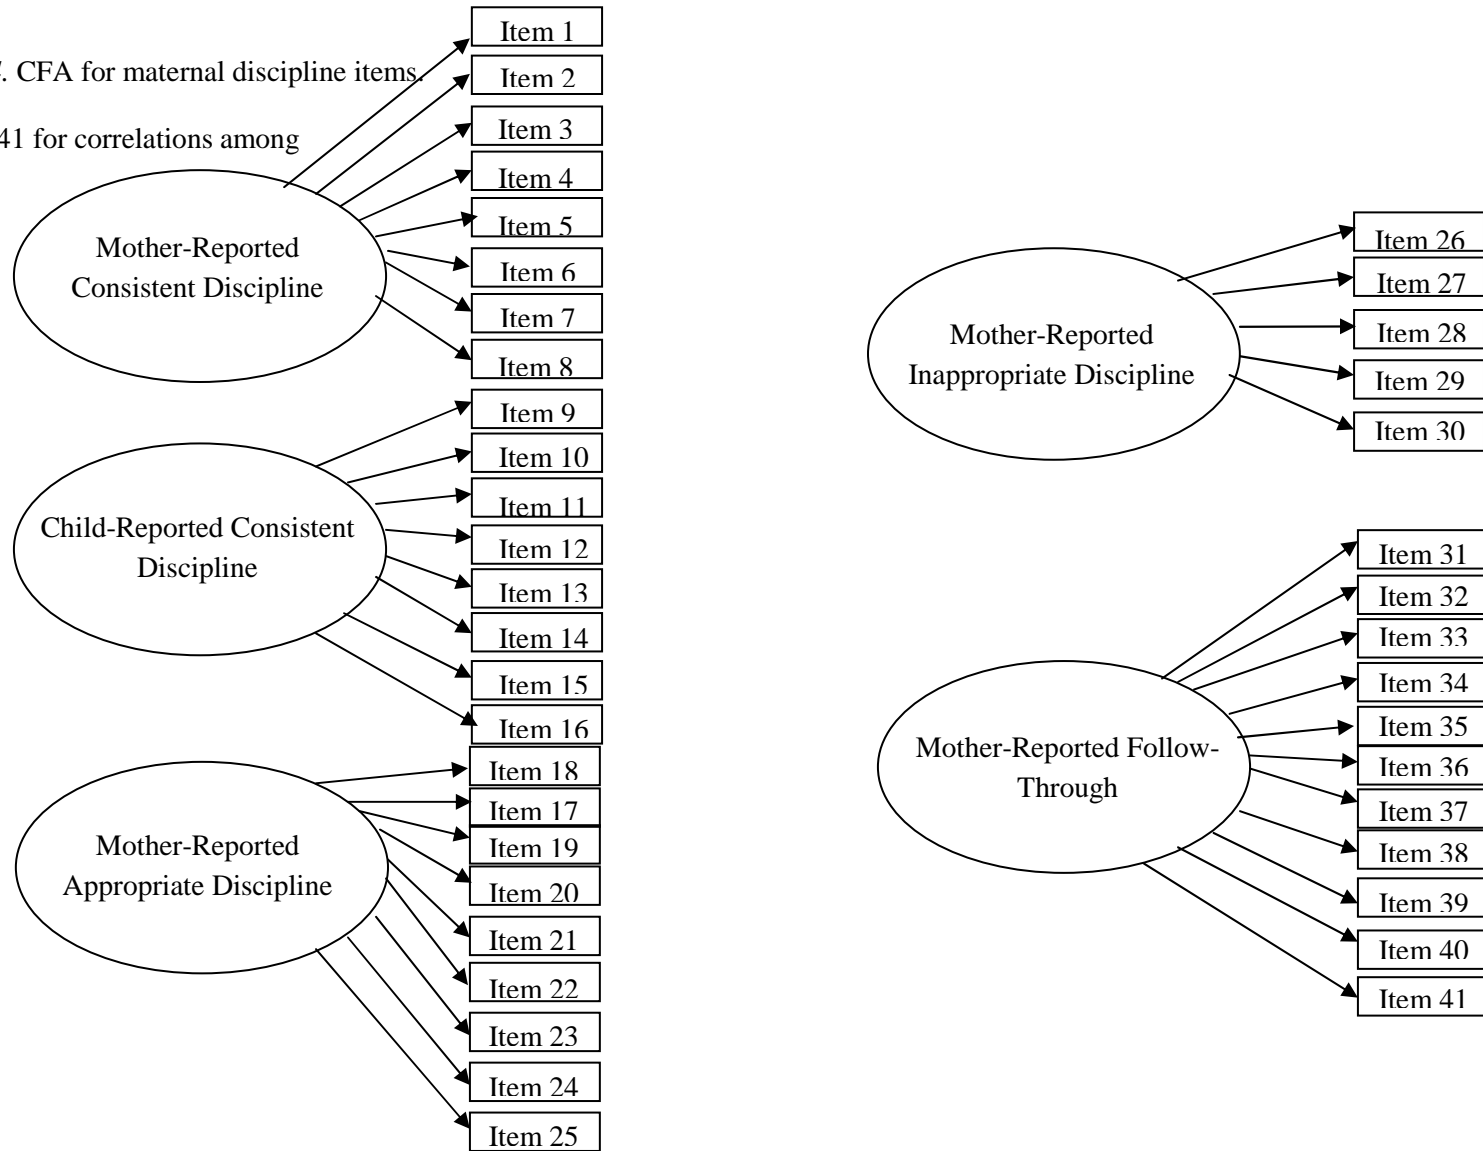 . CFA for maternal discipline items.
41 for correlations among
Mother-Reported
Consistent Discipline
Item 1
Item 2
Item 3
Item 4
Item 5
Item 6
Item 7
Item 8
Child-Reported Consistent
Discipline
Item 9
Item 10
Item 11
Item 12
Item 13
Item 14
Item 15
Item 16
Mother-Reported
Appropriate Discipline
Item 18
Item 17
Item 19
Item 20
Item 21
Item 22
Item 23
Item 24
Item 25
Mother-Reported
Inappropriate Discipline
Item 26
Item 27
Item 28
Item 29
Item 30
Mother-Reported Follow-
Through
Item 31
Item 32
Item 33
Item 34
Item 35
Item 36
Item 37
Item 38
Item 39
Item 40
Item 41